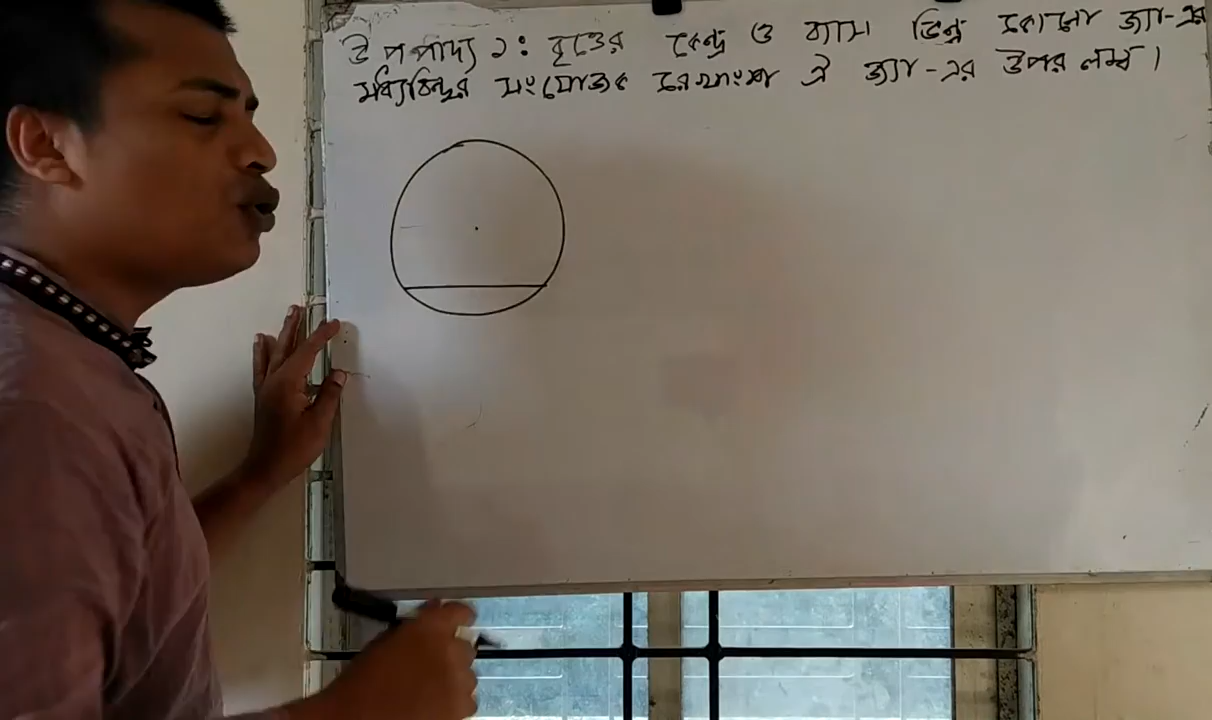 উপপাদ্য ১: বৃত্তের কেন্দ্র ও ব্যাস ভিন্ন কোনো জ্যা-এর
মধ্যবিন্দুর সংযোজক রেখাংশ ঐ জ্যা-এর উপর লম্ব।